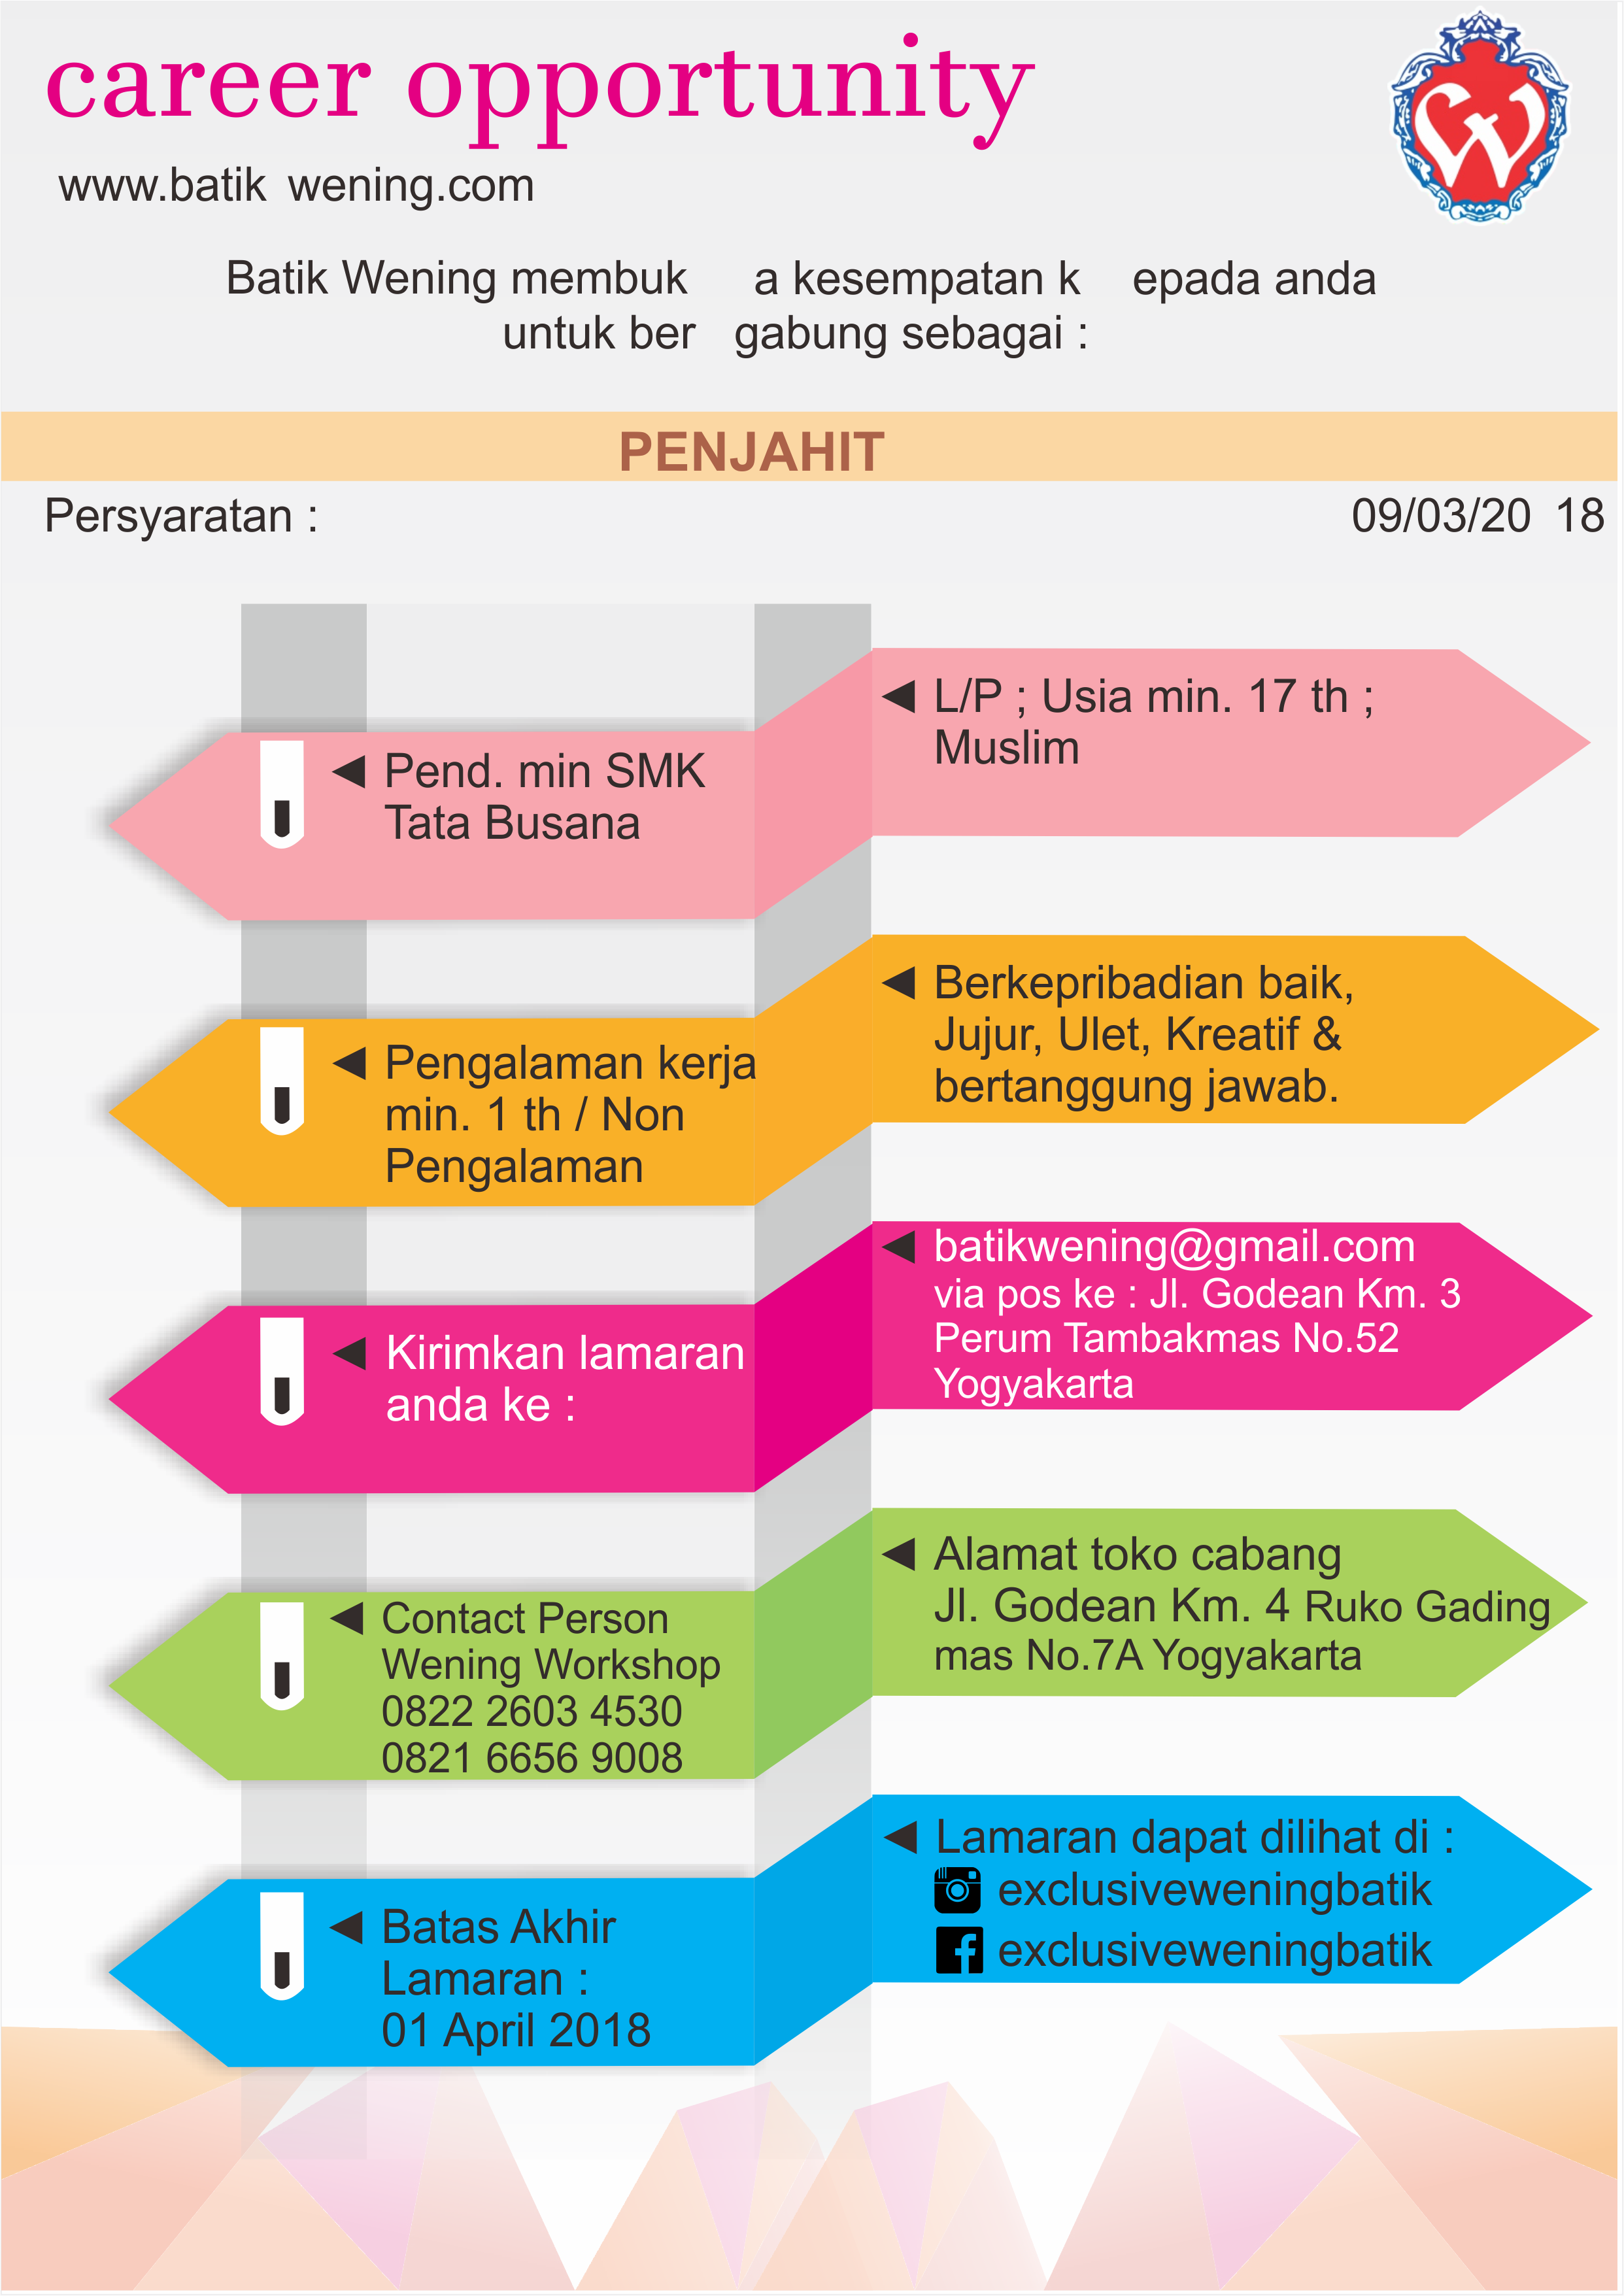 career opportunity
W
www.batik wening.com
Batik Wening membuk a kesempatan k epada anda
untuk ber gabung sebagai :
PENJAHIT
Persyaratan :
09/03/20 18
L/P ; Usia min. 17 th ;
Muslim
Pend. min SMK
Tata Busana
Berkepribadian baik,
Jujur, Ulet, Kreatif &
bertanggung jawab.
Pengalaman kerja
min. 1 th / Non
Pengalaman
batikwening@gmail.com
via pos ke : Jl. Godean Km. 3
Perum Tambakmas No.52
Yogyakarta
Kirimkan lamaran
anda ke :
Alamat toko cabang
Jl. Godean Km. 4 Ruko Gading
mas No.7A Yogyakarta
Contact Person
Wening Workshop
0822 2603 4530
0821 6656 9008
Lamaran dapat dilihat di :
exclusiveweningbatik
exclusiveweningbatik
Batas Akhir
Lamaran :
01 April 2018